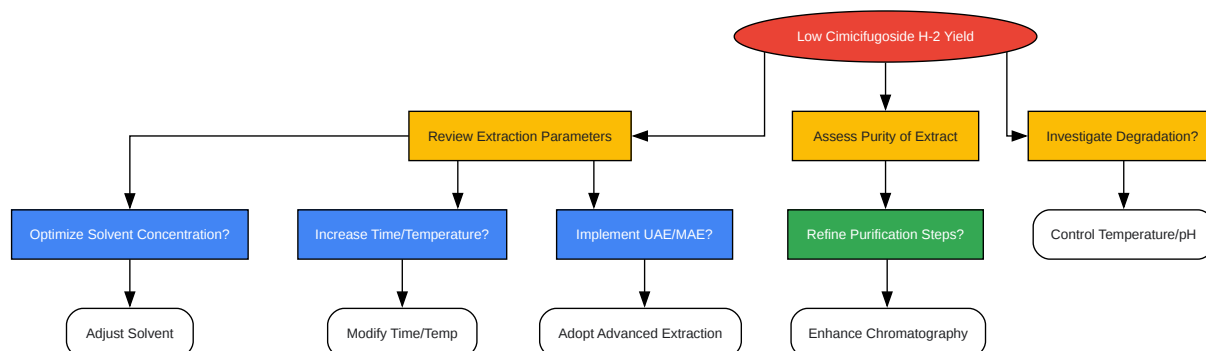 Low Cimicifugoside H-2 Yield
Review Extraction Parameters
Assess Purity of Extract
Investigate Degradation?
Optimize Solvent Concentration?
Increase Time/Temperature?
Implement UAE/MAE?
Refine Purification Steps?
Control Temperature/pH
Adjust Solvent
Modify Time/Temp
Adopt Advanced Extraction
Enhance Chromatography